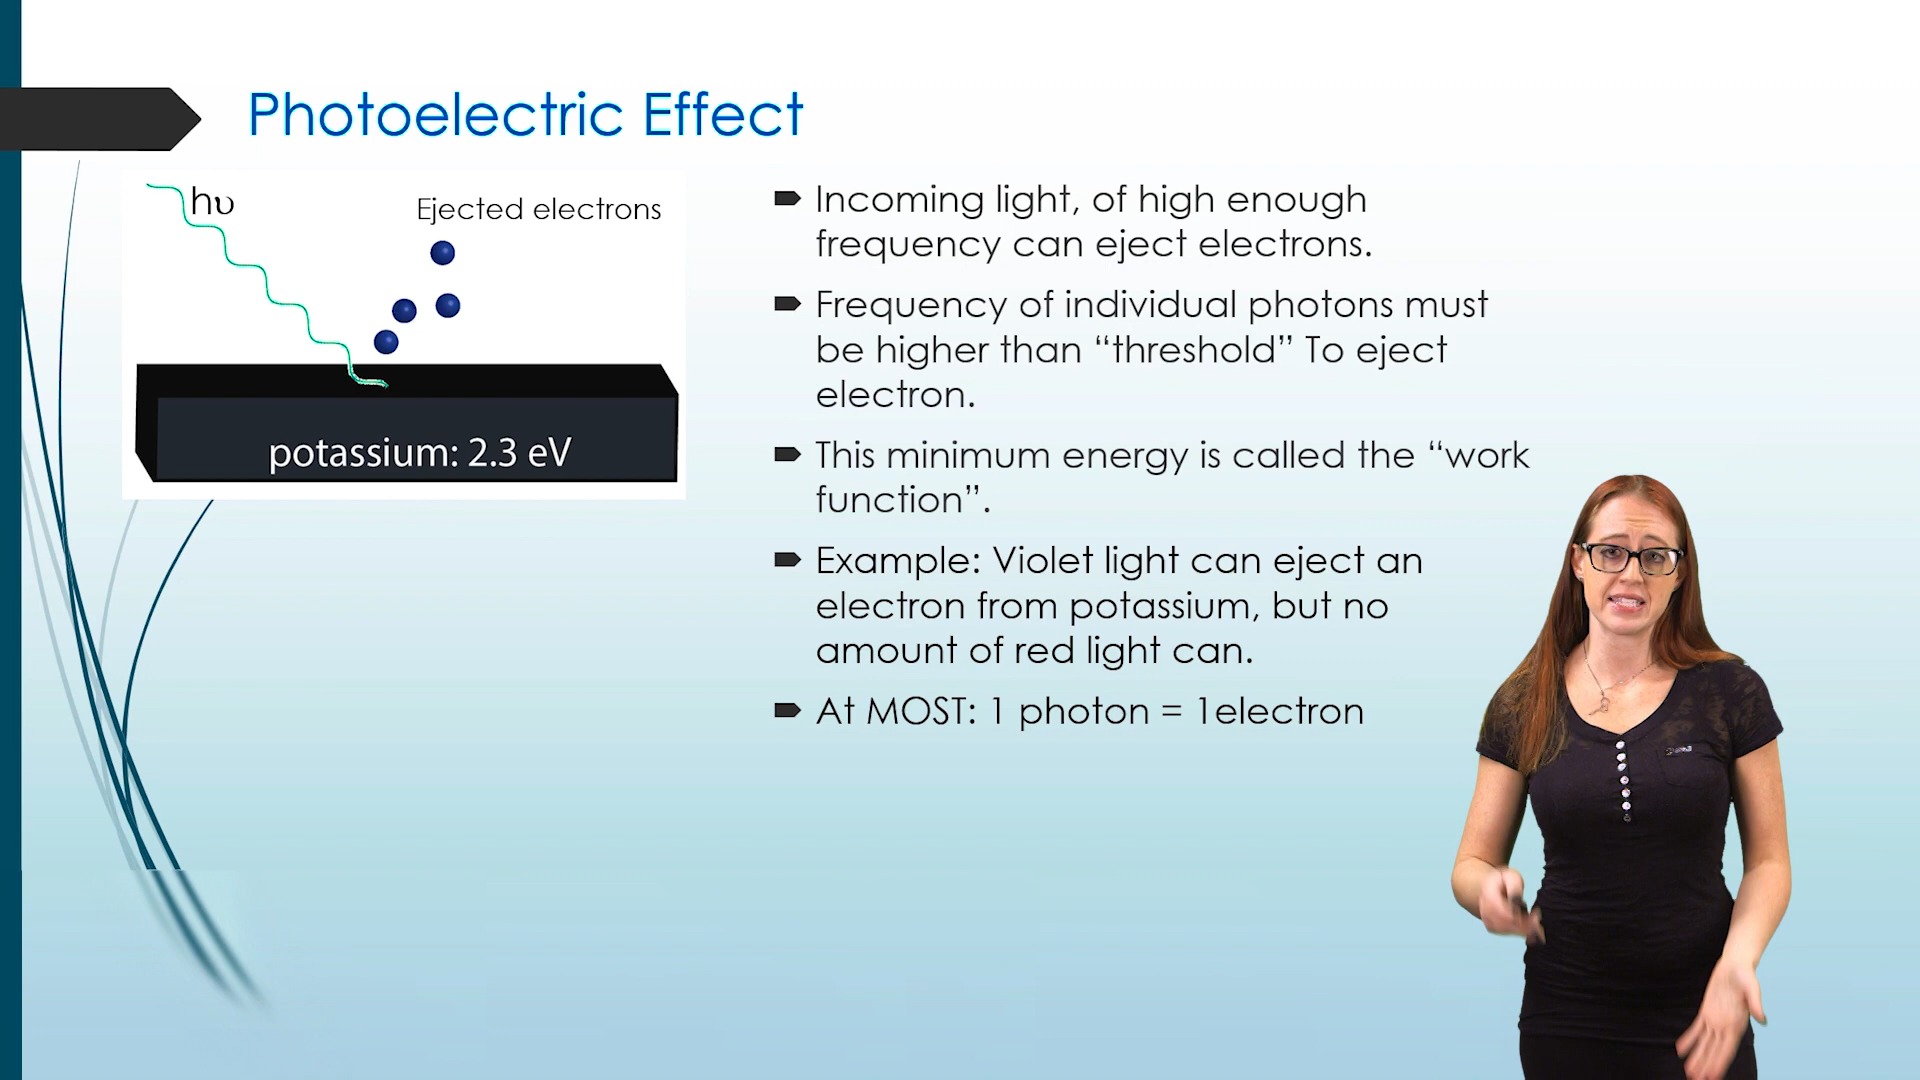 Photoelectric Effect
hυ
Ejected electrons
potassium: 2.3 eV
Incoming light, of high enough
frequency can eject electrons.
Frequency of individual photons must
be higher than “threshold” To eject
electron.
This minimum energy is called the “work
function”.
Example: Violet light can eject an
electron from potassium, but no
amount of red light can.
At MOST: 1 photon = 1electron